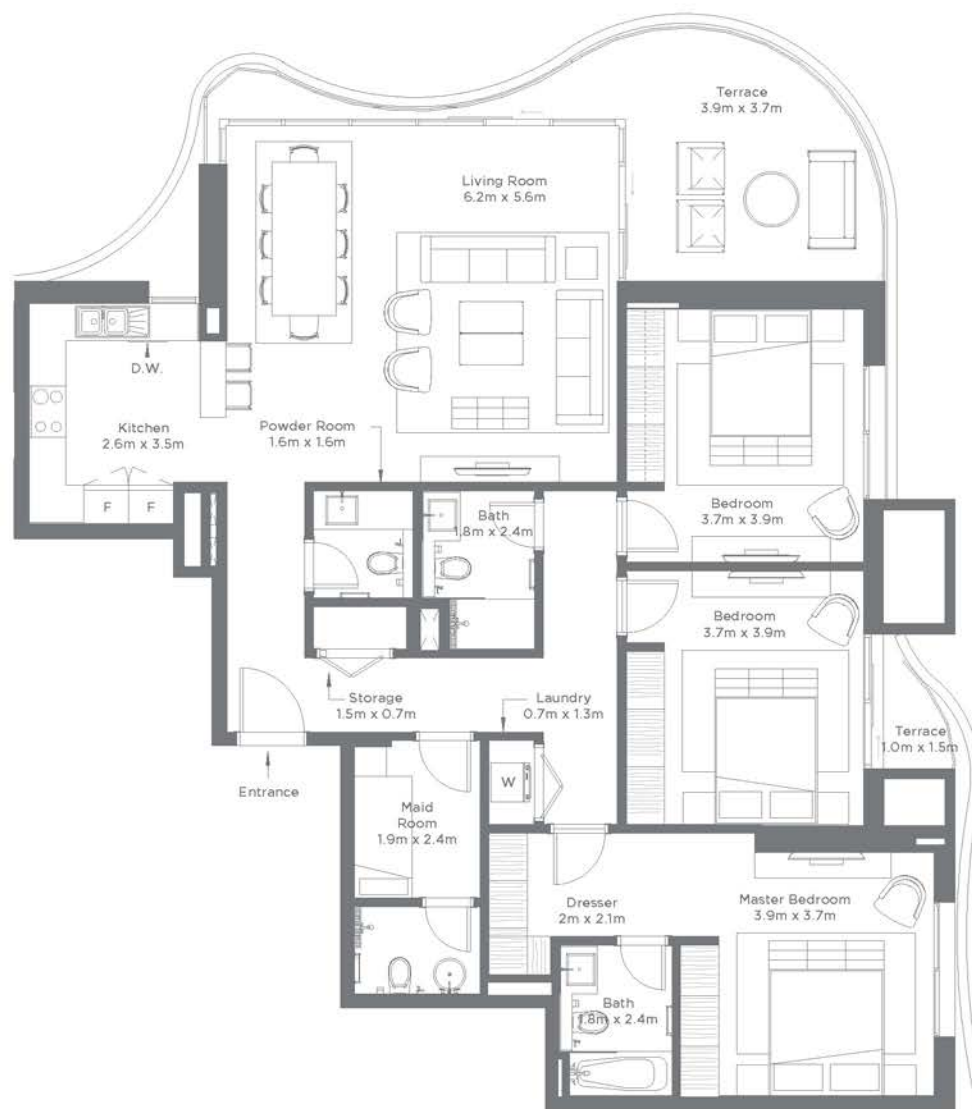 Terrace
3.9m x 3.7m
Living Room
6.2m x 5.6m
D.W.
Kitchen
2.6m x 3.5m
Powder Room
1.6m x 1.6m
F
F
Bath
1.8m x 2.4m
Bedroom
3.7m x 3.9m
Bedroom
3.7m x 3.9m
Storage
1.5m x 0.7m
Laundry
0.7m x 1.3m
Terrace
1.0m x 1.5m
Entrance
W
Maid
Room
1.9m x 2.4m
Dresser
2m x 2.1m
Master Bedroom
3.9m x 3.7m
Bath
1.8m x 2.4m